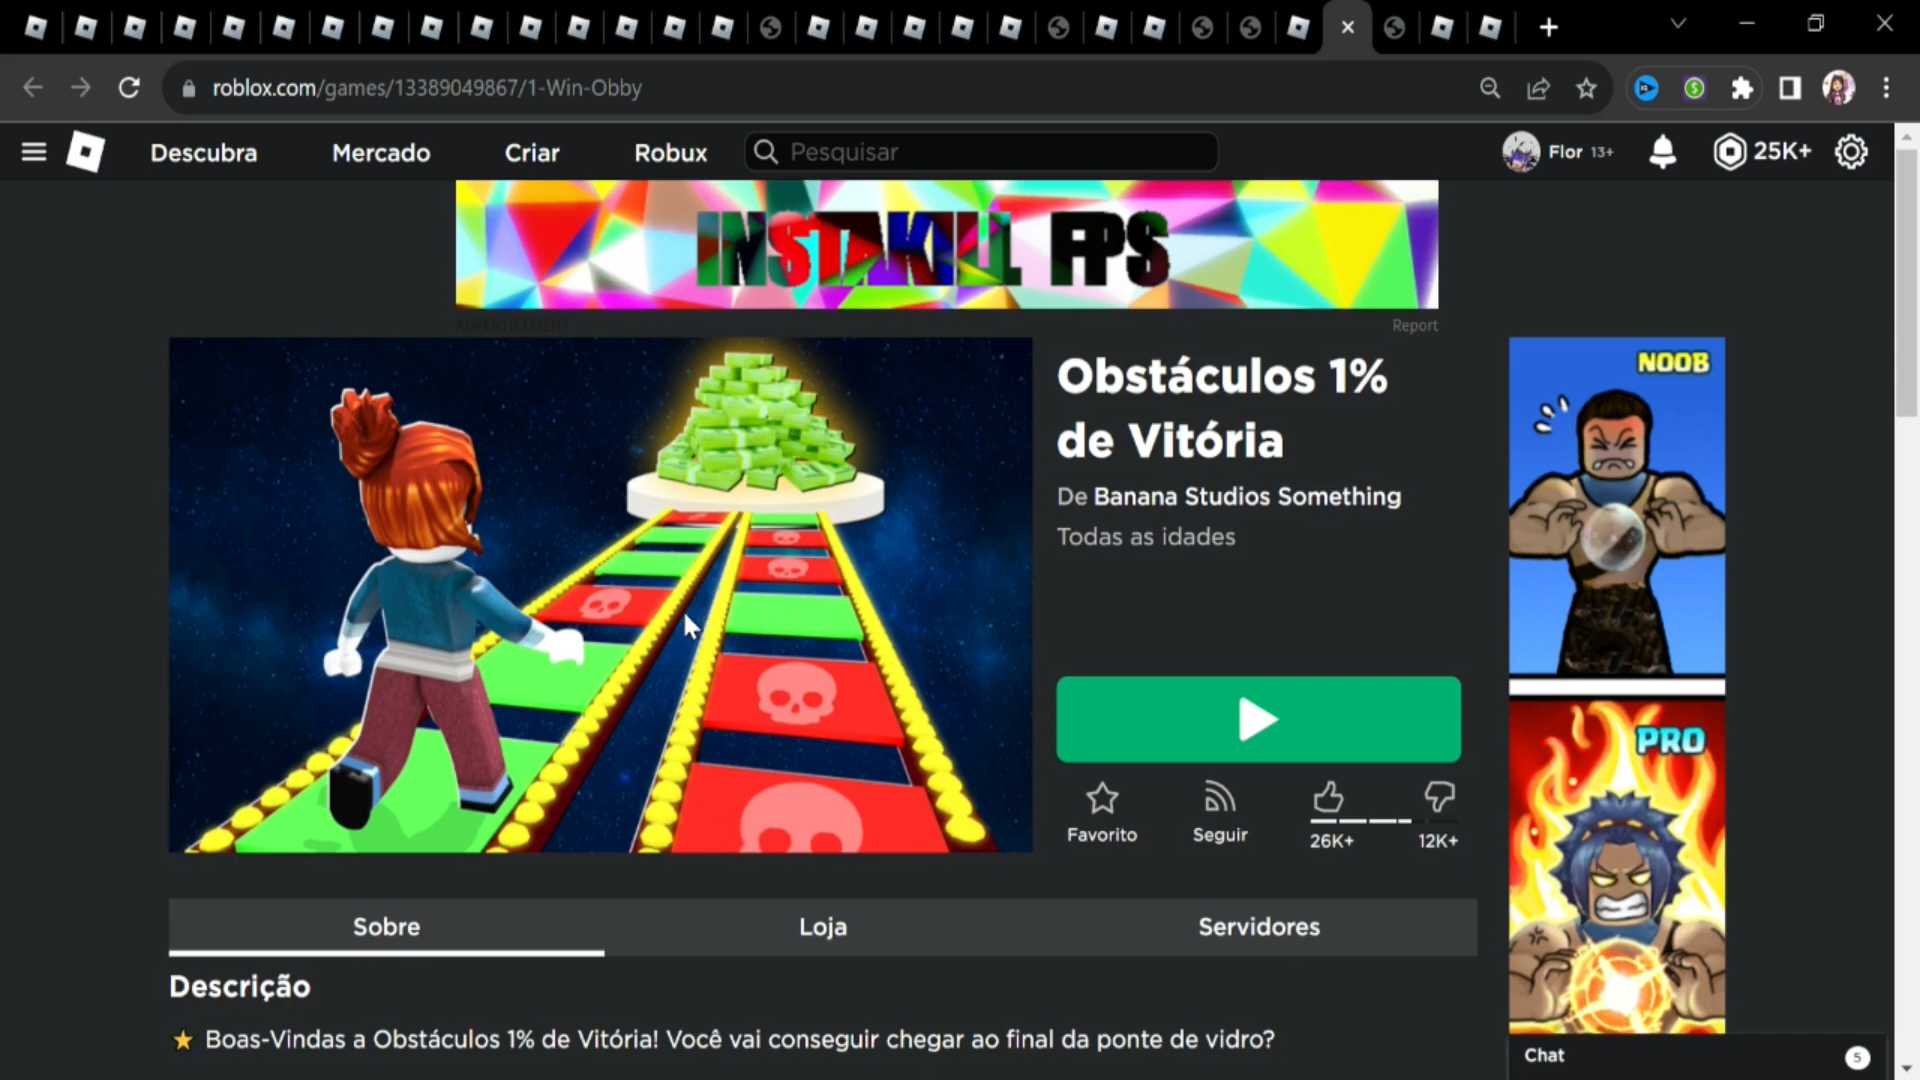 roblox.com/games/13389049867/1-Win-Obby
Descubra
Mercado
Criar
Robux
Pesquisar
Flor 13+
25K+
INSTAKILL FPS
ADVERTISEMENT
Report
Obstáculos 1%
de Vitória
De Banana Studios Something
Todas as idades
Favorito
Seguir
26K+
12K+
NOOB
PRO
Sobre
Loja
Servidores
Descrição
Boas-Vindas a Obstáculos 1% de Vitória! Você vai conseguir chegar ao final da ponte de vidro?
Chat
5